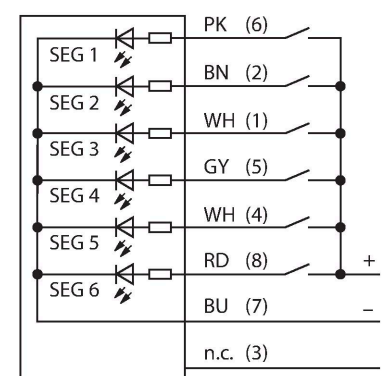 PK (6)
SEG 1
BN (2)
SEG 2
WH (1)
SEG 3
GY (5)
SEG 4
WH (4)
SEG 5
RD (8)
+
SEG 6
BU (7)
–
n.c. (3)